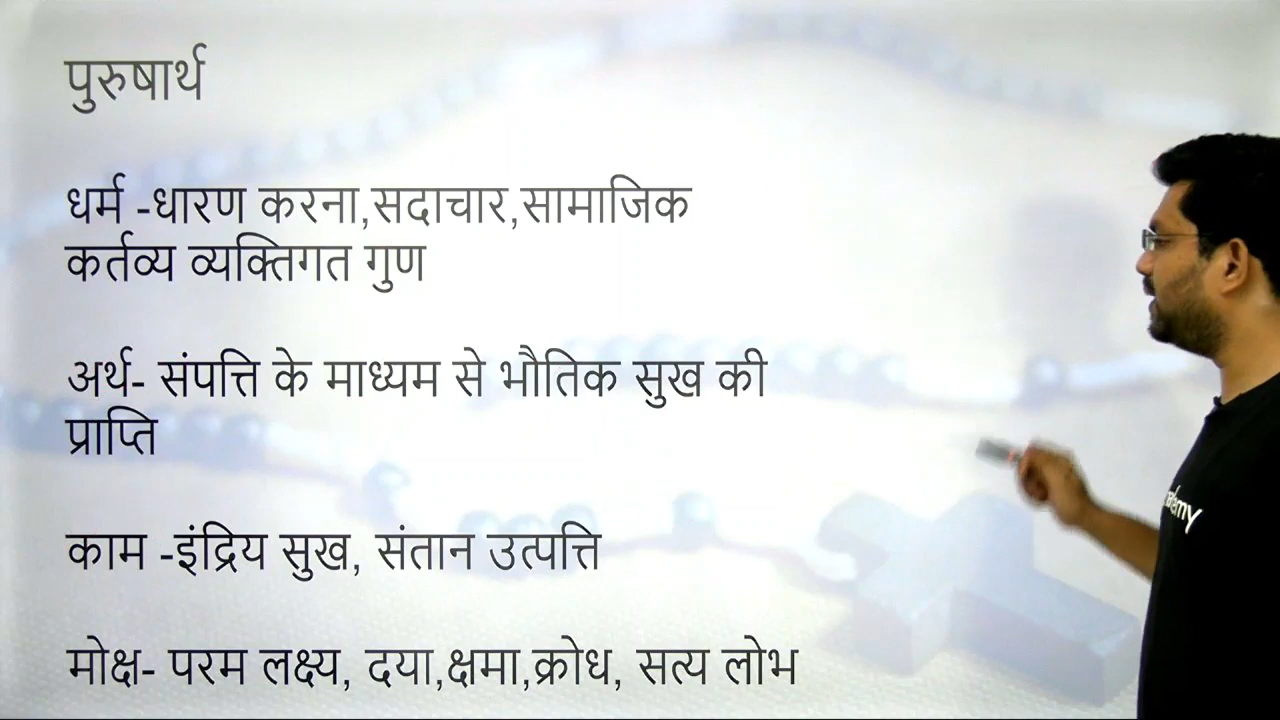 पुरुषार्थ
धर्म -धारण करना,सदाचार,सामाजिक
कर्तव्य व्यक्तिगत गुण
अर्थ- संपत्ति के माध्यम से भौतिक सुख की
प्राप्ति
काम -इंद्रिय सुख, संतान उत्पत्ति
मोक्ष- परम लक्ष्य, दया,क्षमा,क्रोध, सत्य लोभ